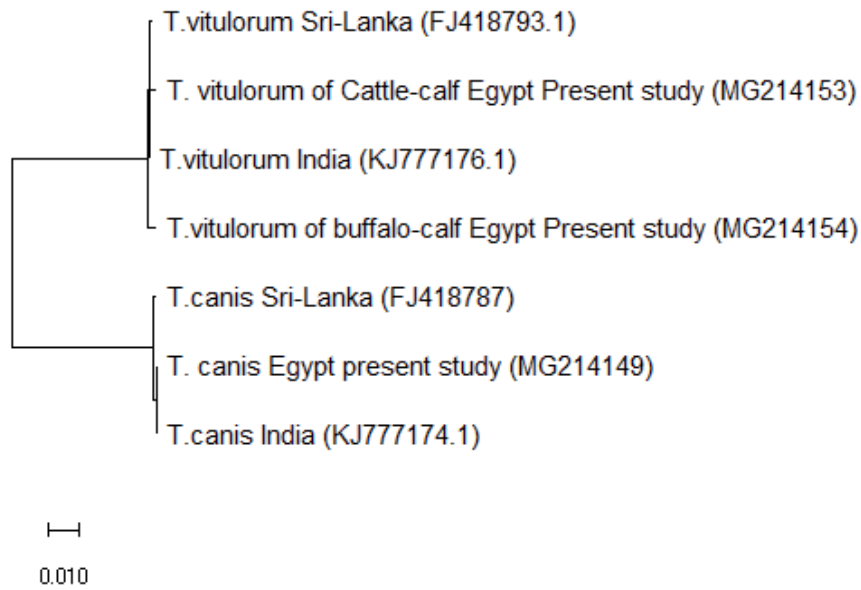 T.vitulorum Sri-Lanka (FJ418793.1)
T. vitulorum of Cattle-calf Egypt Present study (MG214153)
T.vitulorum India (KJ777176.1)
T.vitulorum of buffalo-calf Egypt Present study (MG214154)
T.canis Sri-Lanka (FJ418787)
T. canis Egypt present study (MG214149)
T.canis India (KJ777174.1)
0.010